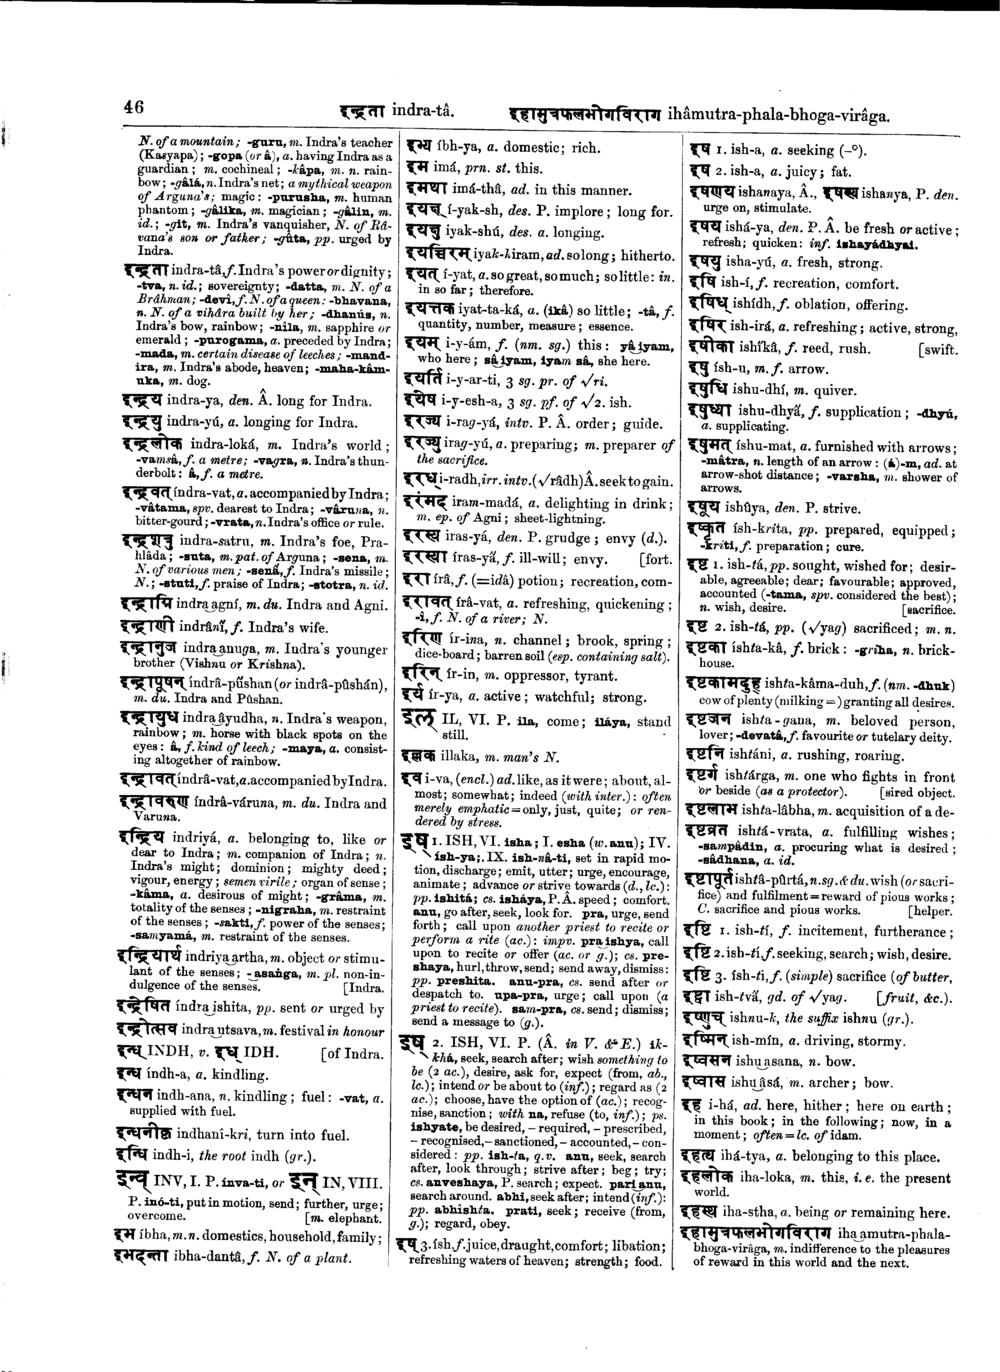 46
इन्द्रता indra-tâ.
इहामुत्रफलभोगविराग ihâmutra-phala-bhoga-virâga.
N. of a mountain; -guru, m. Indra's teacher
(Kasyapa); -gopa (or â), a. having Indra as a
guardian; m. cochineal; -kâpa, m. n. rain-
bow; -gâlá, n. Indra's net; a mythical weapon
of Arguna's; magic: -purusha, m. human
phantom; -gâlika, m. magician; -gâlin, m.
id.; -git, m. Indra's vanquisher, N. of Râ-
vana's son or father; -gûta, pp. urged by
Indra.
इन्द्रता indra-tâ, f. Indra's power or dignity;
-tva, n. id.; sovereignty; -datta, m. N. of a
Brâhman; -devî, f. N. of a queen: -bhavana,
n. N. of a vihâra built by her; -dhanús, n.
Indra's bow, rainbow; -nîla, m. sapphire or
emerald; -purogama, a. preceded by Indra;
-mada, m. certain disease of leeches; -mand-
ira, m. Indra's abode, heaven; -maha-kâm-
uka, m. dog.
इन्द्रय indra-ya, den. Â. long for Indra.
इन्द्रयु indra-yú, a. longing for Indra.
इन्द्रलोक indra-loká, m. Indra's world;
-vamsâ, f. a metre; -vagra, n. Indra's thun-
derbolt: â, f. a metre.
इन्द्रवत् índra-vat, a. accompanied by Indra;
-vâtama, spv. dearest to Indra; -vâruna, n.
bitter-gourd; -vrata, n. Indra's office or rule.
इन्द्रशत्रु indra-satru, m. Indra's foe, Pra-
hlâda; -suta, m. pat. of Arguna; -sena, m.
N. of various men; -senâ, f. Indra's missile;
N.; -stuti, f. praise of Indra; -stotra, n. id.
इन्द्राग्नि indra‿agní, m. du. Indra and Agni.
इन्द्राणी indrânî́, f. Indra's wife.
इन्द्रानुज indra‿anuga, m. Indra's younger
brother (Vishnu or Krishna).
इन्द्रापूषन् índrâ-pûshan (or indrâ-pûshán),
m. du. Indra and Pûshan.
इन्द्रायुध indra‿âyudha, n. Indra's weapon,
rainbow; m. horse with black spots on the
eyes: â, f. kind of leech; -maya, a. consist-
ing altogether of rainbow.
इन्द्रावत् índrâ-vat, a. accompanied by Indra.
इन्द्रावरुण índrâ-váruna, m. du. Indra and
Varuna.
इन्द्रिय indriyá, a. belonging to, like or
dear to Indra; m. companion of Indra; n.
Indra's might; dominion; mighty deed;
vigour, energy; semen virile; organ of sense;
-kâma, a. desirous of might; -grâma, m.
totality of the senses; -nigraha, m. restraint
of the senses; -sakti, f. power of the senses;
-samyamá, m. restraint of the senses.
इन्द्रियार्थ indriya‿artha, m. object or stimu-
lant of the senses; -asanga, m. pl. non-in-
dulgence of the senses. [Indra.
इन्द्रेषित índra‿ishita, pp. sent or urged by
इन्द्रोत्सव indra‿utsava, m. festival in honour
इन्ध् INDH, v. इध् IDH. [of Indra.
इन्ध índh-a, a. kindling.
इन्धन indh-ana, n. kindling; fuel: -vat, a.
supplied with fuel.
इन्धनीकृ indhanî-kri, turn into fuel.
इन्धि indh-i, the root indh (gr.).
इन्व् INV, I. P. ínva-ti, or इन् IN, VIII.
P. inó-ti, put in motion, send; further, urge;
overcome. [m. elephant.
इभ íbha, m. n. domestics, household, family;
इभदन्ता ibha-dantâ, f. N. of a plant.
इभ्य íbh-ya, a. domestic; rich.
इम imá, prn. st. this.
इमथा imá-thâ, ad. in this manner.
इयक्ष् í-yak-sh, des. P. implore; long for.
इयक्षु iyak-shú, des. a. longing.
इयच्चिरम् iyak-kiram, ad. so long; hitherto.
इयत् í-yat, a. so great, so much; so little: in.
in so far; therefore.
इयत्तक iyat-ta-ká, a. (ikâ) so little; -tâ, f.
quantity, number, measure; essence.
इयम् i-y-ám, f. (nm. sg.) this: yâ‿iyam,
who here; sâ‿iyam, iyam sâ, she here.
इयर्ति i-y-ar-ti, 3 sg. pr. of √ri.
इयेष i-y-esh-a, 3 sg. pf. of √2. ish.
इरज्य i-rag-yá, intv. P. Â. order; guide.
इरज्यु irag-yú, a. preparing; m. preparer of
the sacrifice.
इरध् i-radh, irr. intv. (√râdh) Â. seek to gain.
इरंमद iram-madá, a. delighting in drink;
m. ep. of Agni; sheet-lightning.
इरस्य iras-yá, den. P. grudge; envy (d.).
इरस्या íras-yấ, f. ill-will; envy. [fort.
इरा írâ, f. (=idâ) potion; recreation, com-
इरावत् írâ-vat, a. refreshing, quickening;
-î, f. N. of a river; N.
इरिण ír-ina, n. channel; brook, spring;
dice-board; barren soil (esp. containing salt).
इरिन् ír-in, m. oppressor, tyrant.
इर्य ír-ya, a. active; watchful; strong.
इल् IL, VI. P. ila, come; iláya, stand
still.
इल्लक illaka, m. man's N.
इव i-va, (encl.) ad. like, as it were; about, al-
most; somewhat; indeed (with inter.): often
merely emphatic=only, just, quite; or ren-
dered by stress.
इष् 1. ISH, VI. isha; I. esha (w. anu); IV.
ísh-ya; IX. ish-nâ-ti, set in rapid mo-
tion, discharge; emit, utter; urge, encourage,
animate; advance or strive towards (d., lc.):
pp. ishitá; cs. isháya, P. Â. speed; comfort.
anu, go after, seek, look for. pra, urge, send
forth; call upon another priest to recite or
perform a rite (ac.): impv. pra‿ishya, call
upon to recite or offer (ac. or g.); cs. pre-
shaya, hurl, throw, send; send away, dismiss:
pp. preshita. anu-pra, cs. send after or
despatch to. upa-pra, urge; call upon (a
priest to recite). sam-pra, cs. send; dismiss;
send a message to (g.).
इष् 2. ISH, VI. P. (Â. in V. & E.) ik-
khá, seek, search after; wish something to
be (2 ac.), desire, ask for, expect (from, ab.,
lc.); intend or be about to (inf.); regard as (2
ac.); choose, have the option of (ac.); recog-
nise, sanction; with na, refuse (to, inf.); ps.
ishyate, be desired, – required, – prescribed,
– recognised, – sanctioned, – accounted, – con-
sidered: pp. ish-ta, q.v. anu, seek, search
after, look through; strive after; beg; try;
cs. anveshaya, P. search; expect. pari‿anu,
search around. abhi, seek after; intend (inf.):
pp. abhîshta. prati, seek; receive (from,
g.); regard, obey.
इष् 3. ísh, f. juice, draught, comfort; libation;
refreshing waters of heaven; strength; food.
इष 1. ish-a, a. seeking (–°).
इष 2. ish-a, a. juicy; fat.
इषण्य ishanaya, Â., इषण्य ishanya, P. den.
urge on, stimulate.
इषय ishá-ya, den. P. Â. be fresh or active;
refresh; quicken: inf. ishayádhyai.
इषयु isha-yú, a. fresh, strong.
इषि ish-í, f. recreation, comfort.
इषिध् ishídh, f. oblation, offering.
इषिर ish-irá, a. refreshing; active, strong,
इषीका ishîkâ, f. reed, rush. [swift.
इषु ísh-u, m. f. arrow.
इषुधि ishu-dhí, m. quiver.
इषुध्या ishu-dhyấ, f. supplication; -dhyú,
a. supplicating.
इषुमत् íshu-mat, a. furnished with arrows;
-mâtra, n. length of an arrow: (á)-m, ad. at
arrow-shot distance; -varsha, m. shower of
arrows.
इषूय ishûya, den. P. strive.
इष्कृत ísh-krita, pp. prepared, equipped;
-kriti, f. preparation; cure.
इष्ट 1. ish-tá, pp. sought, wished for; desir-
able, agreeable; dear; favourable; approved,
accounted (-tama, spv. considered the best);
n. wish, desire. [sacrifice.
इष्ट 2. ish-tá, pp. (√yag) sacrificed; m. n.
इष्टका íshta-kâ, f. brick: -griha, n. brick-
house.
इष्टकामदुह् ishta-kâma-duh, f. (nm. -dhuk)
cow of plenty (milking=) granting all desires.
इष्टजन ishta-gana, m. beloved person,
lover; -devatâ, f. favourite or tutelary deity.
इष्टनि ishtáni, a. rushing, roaring.
इष्टर्ग ishtárga, m. one who fights in front
or beside (as a protector). [sired object.
इष्टलाभ ishta-lâbha, m. acquisition of a de-
इष्टव्रत ishtá-vrata, a. fulfilling wishes;
-sampâdin, a. procuring what is desired;
-sâdhana, a. id.
इष्टापूर्त ishtâ-pûrtá, n. sg. & du. wish (or sacri-
fice) and fulfilment=reward of pious works;
C. sacrifice and pious works. [helper.
इष्टि 1. ish-tí, f. incitement, furtherance;
इष्टि 2. ish-tí, f. seeking, search; wish, desire.
इष्टि 3. ísh-ti, f. (simple) sacrifice (of butter,
इष्ट्वा ish-tvấ, gd. of √yag. [fruit, &c.).
इष्णुच् ishnu-k, the suffix ishnu (gr.).
इष्मिन् ish-mín, a. driving, stormy.
इष्वसन ishu‿asana, n. bow.
इष्वास ishu‿âsá, m. archer; bow.
इह i-há, ad. here, hither; here on earth;
in this book; in the following; now, in a
moment; often=lc. of idam.
इहत्य ihá-tya, a. belonging to this place.
इहलोक iha-loka, m. this, i.e. the present
world.
इहस्थ iha-stha, a. being or remaining here.
इहामुत्रफलभोगविराग iha‿amutra-phala-
bhoga-virâga, m. indifference to the pleasures
of reward in this world and the next.